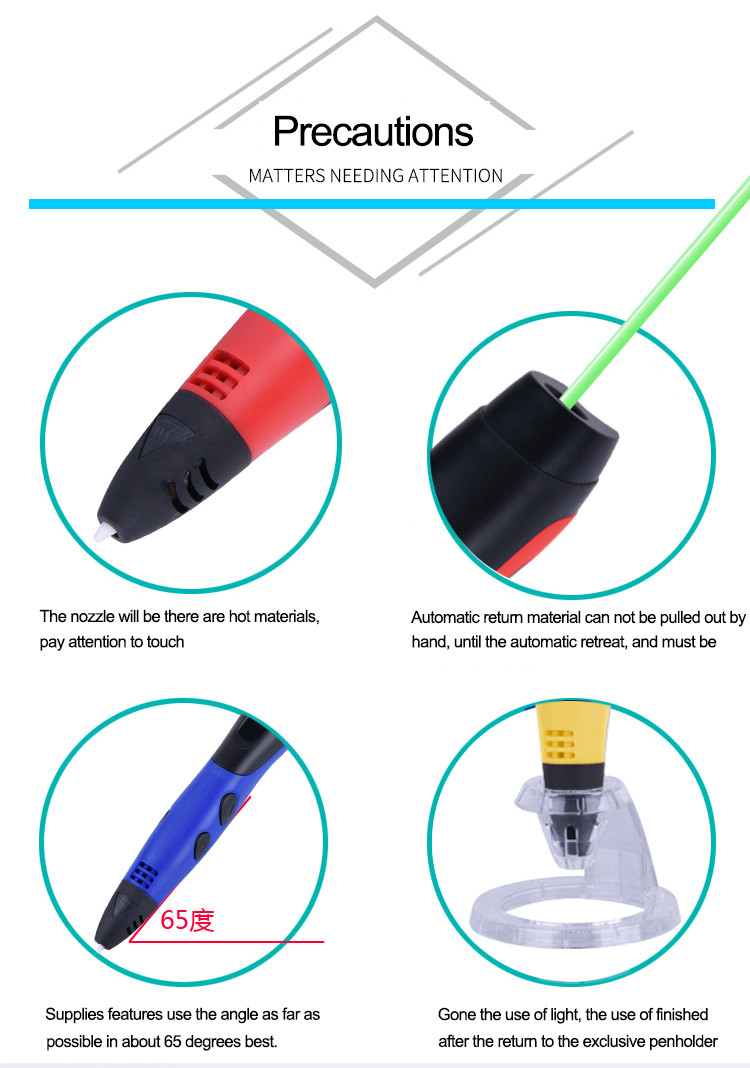 Precautions
MATTERS NEEDING ATTENTION
The nozzle will be there are hot materials,
pay attention to touch
Automatic return material can not be pulled out by
hand, until the automatic retreat, and must be
65度
Supplies features use the angle as far as
possible in about 65 degrees best.
Gone the use of light, the use of finished
after the return to the exclusive penholder